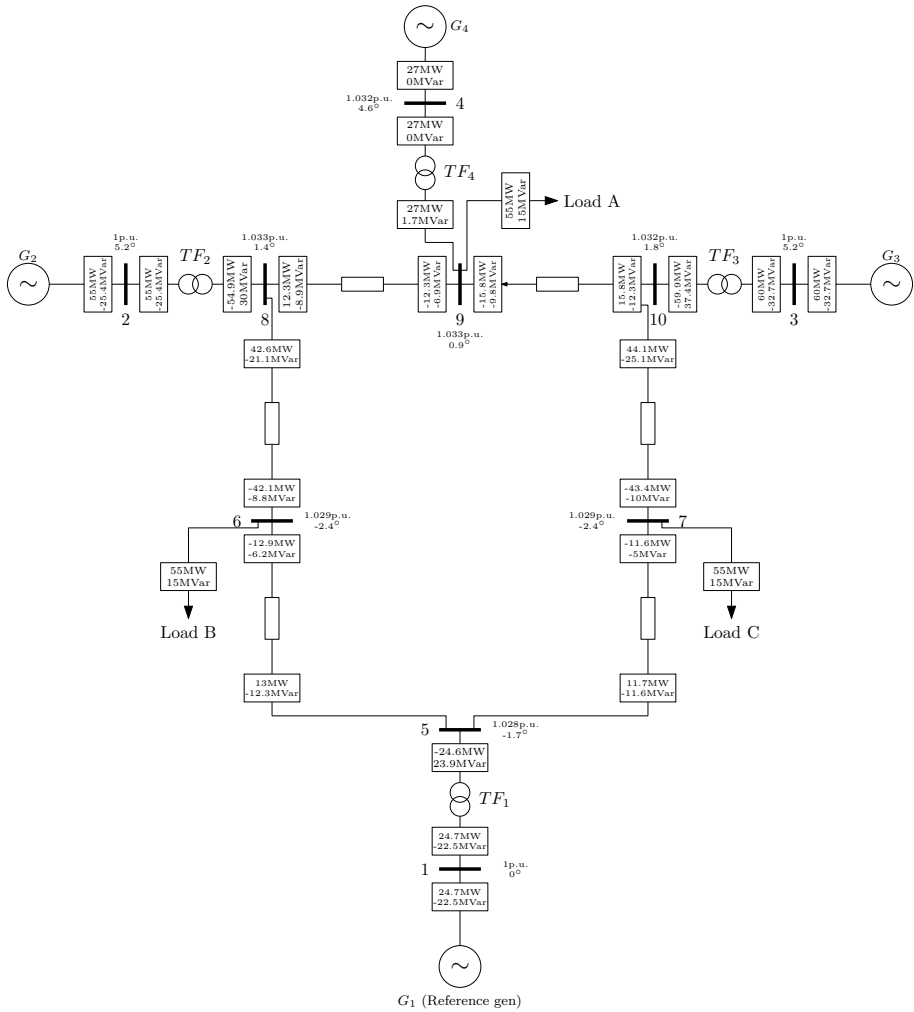 G₄
27MW
0MVar
1.032p.u.
4.6°
4
27MW
0MVar
TF₄
27MW
1.7MVar
55MW
15MVar
Load A
G₂
1p.u.
5.2°
TF₂
1.033p.u.
1.4°
1.032p.u.
1.8°
TF₃
1p.u.
5.2°
G₃
55MW
-25.4MVar
55MW
-25.4MVar
-54.9MW
30MVar
12.3MW
-8.9MVar
-12.3MW
-6.9MVar
-15.8MW
-9.8MVar
15.8MW
-12.3MVar
-59.9MW
37.4MVar
60MW
-32.7MVar
60MW
-32.7MVar
2
8
9
10
3
1.033p.u.
0.9°
42.6MW
-21.1MVar
44.1MW
-25.1MVar
-42.1MW
-8.8MVar
-43.4MW
-10MVar
6
1.029p.u.
-2.4°
1.029p.u.
-2.4°
7
-12.9MW
-6.2MVar
-11.6MW
-5MVar
55MW
15MVar
55MW
15MVar
Load B
Load C
13MW
-12.3MVar
11.7MW
-11.6MVar
5
1.028p.u.
-1.7°
-24.6MW
23.9MVar
TF₁
24.7MW
-22.5MVar
1
1p.u.
0°
24.7MW
-22.5MVar
G₁ (Reference gen)